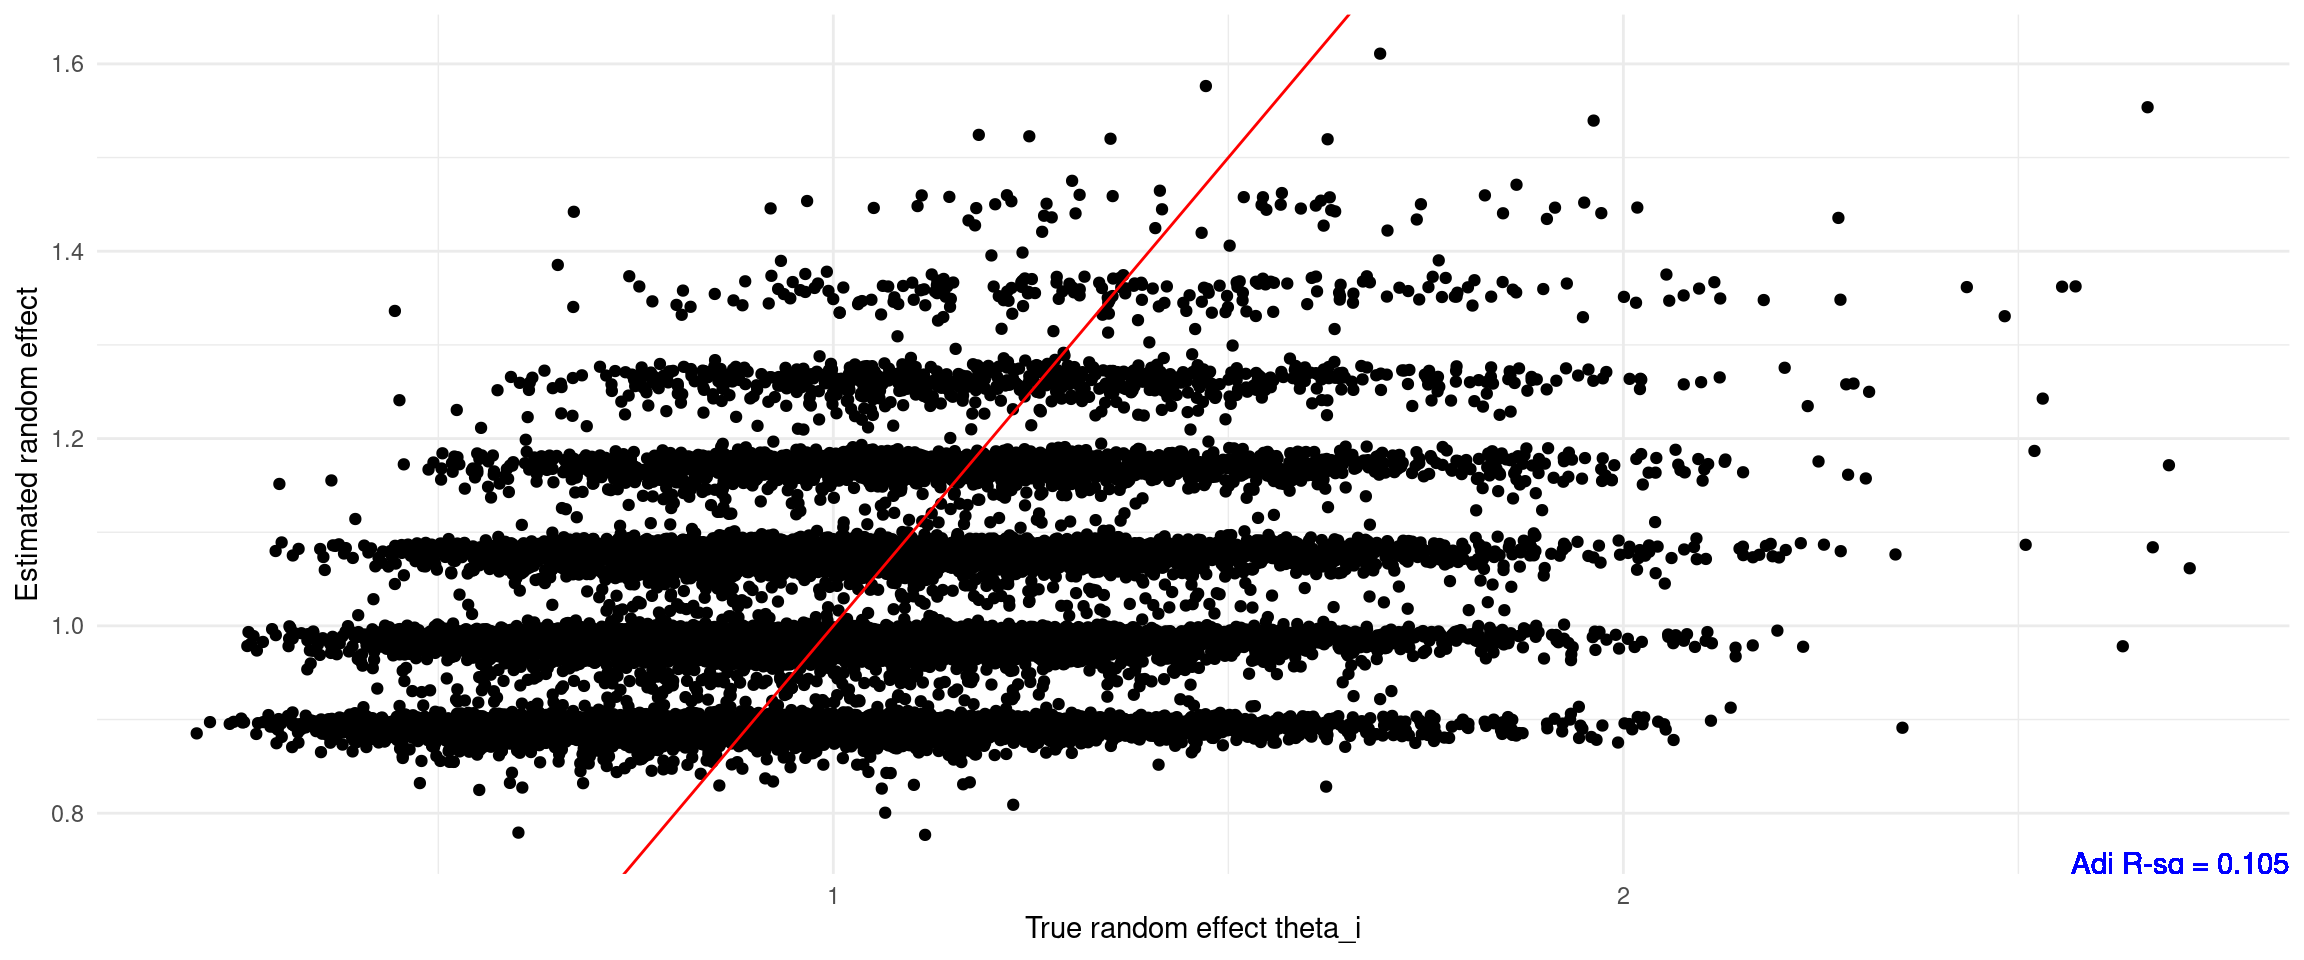 Estimated random effect
1.6
1.4
1.2
1.0
0.8
1
2
True random effect theta_i
Adj R-sq = 0.105